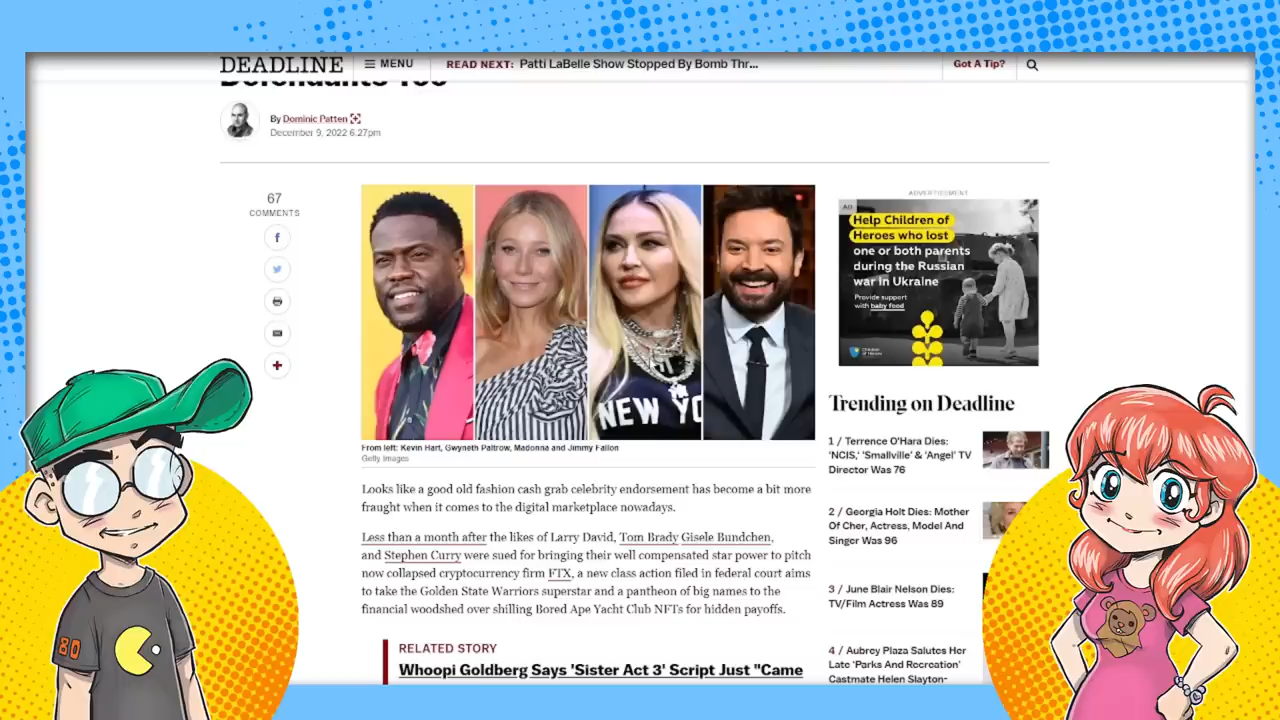 DEADLINE
MENU
READ NEXT: Patti LaBelle Show Stopped By Bomb Thr...
Got A Tip?
Defendants Too
By Dominic Patten
December 9, 2022 6:27pm
67
COMMENTS
From left: Kevin Hart, Gwyneth Paltrow, Madonna and Jimmy Fallon
Getty Images
Looks like a good old fashion cash grab celebrity endorsement has become a bit more
fraught when it comes to the digital marketplace nowadays.
Less than a month after the likes of Larry David, Tom Brady Gisele Bundchen,
and Stephen Curry were sued for bringing their well compensated star power to pitch
now collapsed cryptocurrency firm FTX, a new class action filed in federal court aims
to take the Golden State Warriors superstar and a pantheon of big names to the
financial woodshed over shilling Bored Ape Yacht Club NFTs for hidden payoffs.
RELATED STORY
Whoopi Goldberg Says 'Sister Act 3' Script Just "Came
NEW YO
ADVERTISEMENT
AD
Help Children of
Heroes who lost
one or both parents
during the Russian
war in Ukraine
Provide support
with baby food
Children
of Heroes
Trending on Deadline
1 / Terrence O'Hara Dies:
'NCIS,' 'Smallville' & 'Angel' TV
Director Was 76
2 / Georgia Holt Dies: Mother
Of Cher, Actress, Model And
Singer Was 96
3 / June Blair Nelson Dies:
TV/Film Actress Was 89
4 / Aubrey Plaza Salutes Her
Late 'Parks And Recreation'
Castmate Helen Slayton-
80